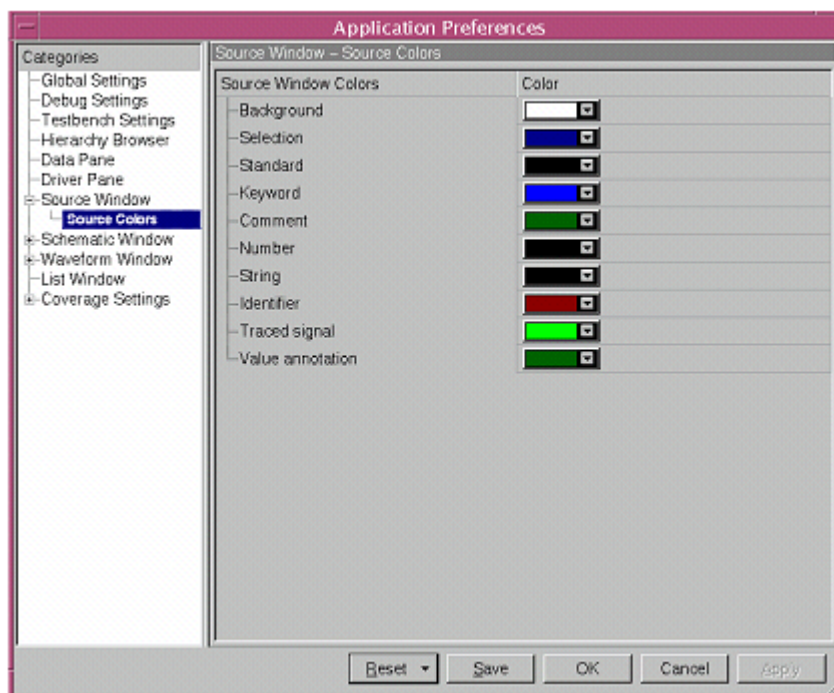 Application Preferences
Categories
Global Settings
Debug Settings
Testbench Settings
Hierarchy Browser
Data Pane
Driver Pane
Source Window
Source Colors
Schematic Window
Waveform Window
List Window
Coverage Settings
Source Window – Source Colors
Source Window Colors Color
Background
Selection
Standard
Keyword
Comment
Number
String
Identifier
Traced signal
Value annotation
Reset Save OK Cancel Apply